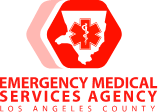 EMERGENCY MEDICAL
SERVICES AGENCY
LOS ANGELES COUNTY